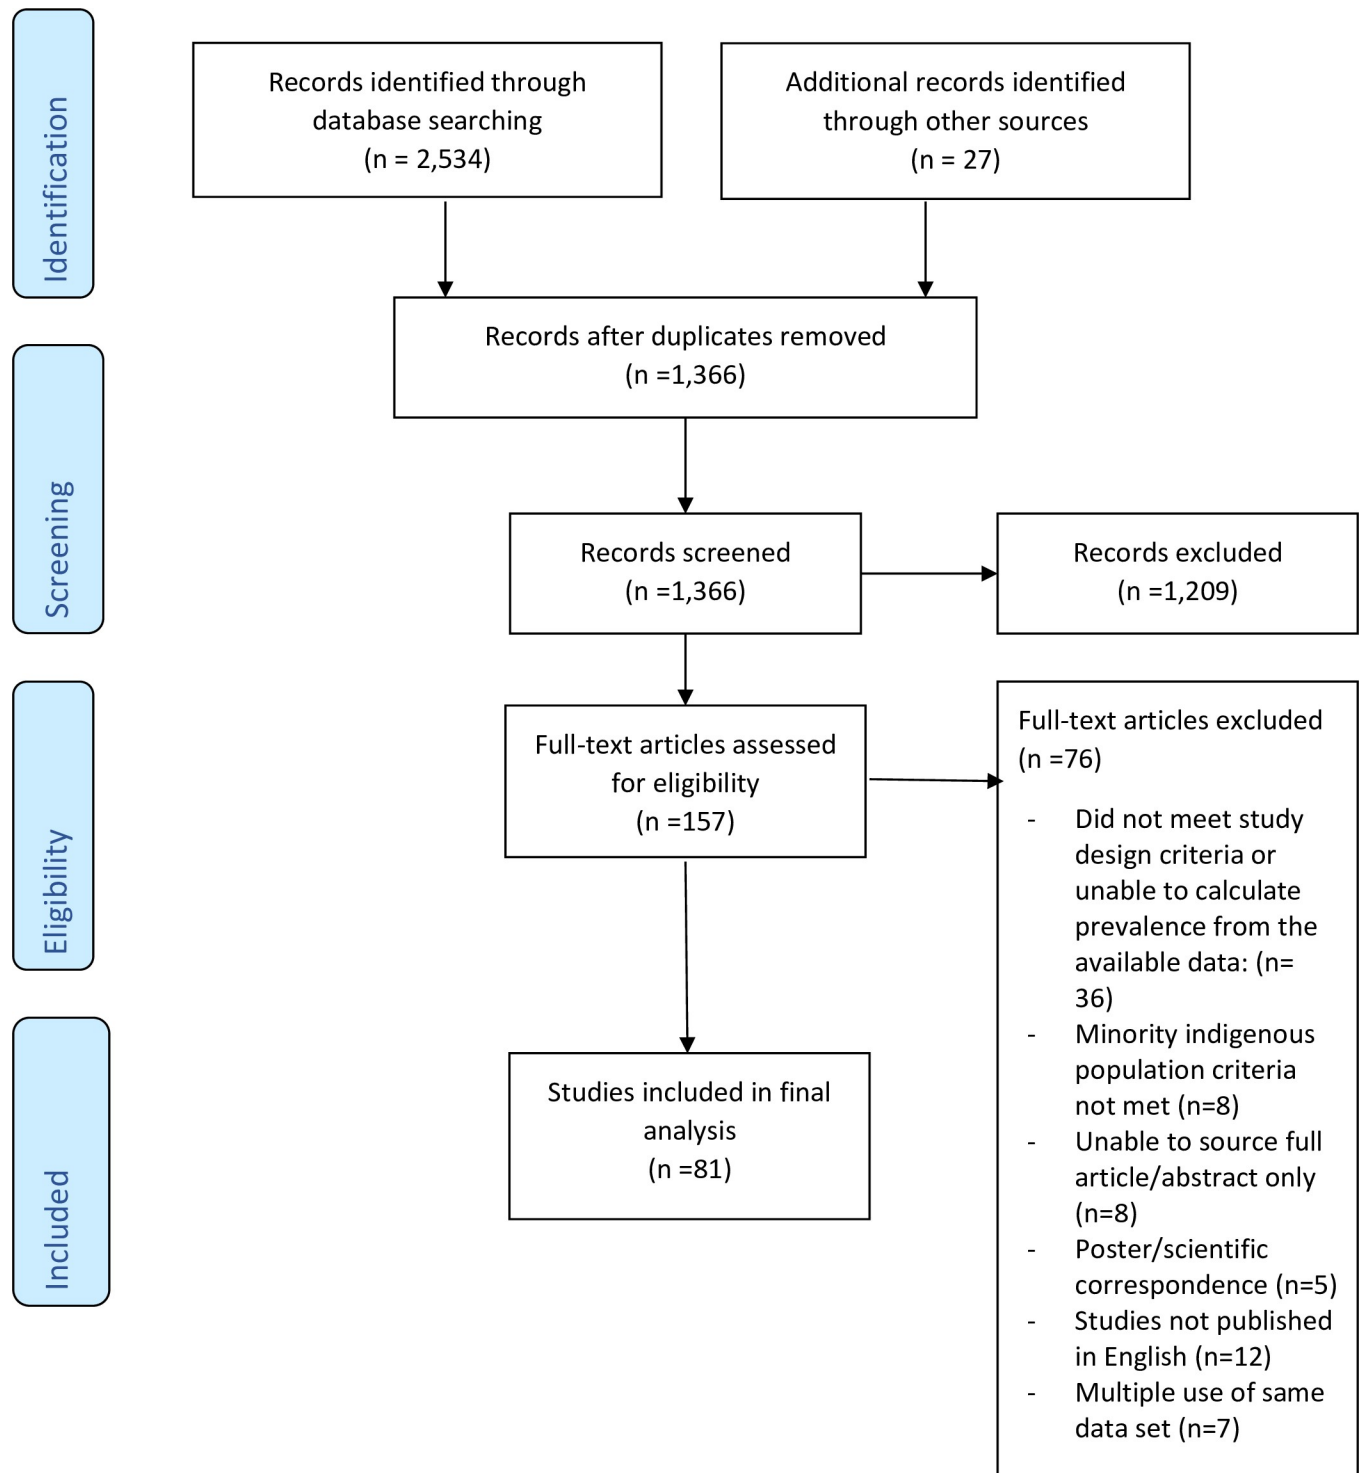 Identification
Records identified through
database searching
(n = 2,534)
Additional records identified
through other sources
(n = 27)
Records after duplicates removed
(n =1,366)
Screening
Records screened
(n =1,366)
Records excluded
(n =1,209)
Eligibility
Full-text articles assessed
for eligibility
(n =157)
Full-text articles excluded
(n =76)
- Did not meet study
design criteria or
unable to calculate
prevalence from the
available data: (n=
36)
- Minority indigenous
population criteria
not met (n=8)
- Unable to source full
article/abstract only
(n=8)
- Poster/scientific
correspondence (n=5)
- Studies not published
in English (n=12)
- Multiple use of same
data set (n=7)
Included
Studies included in final
analysis
(n =81)